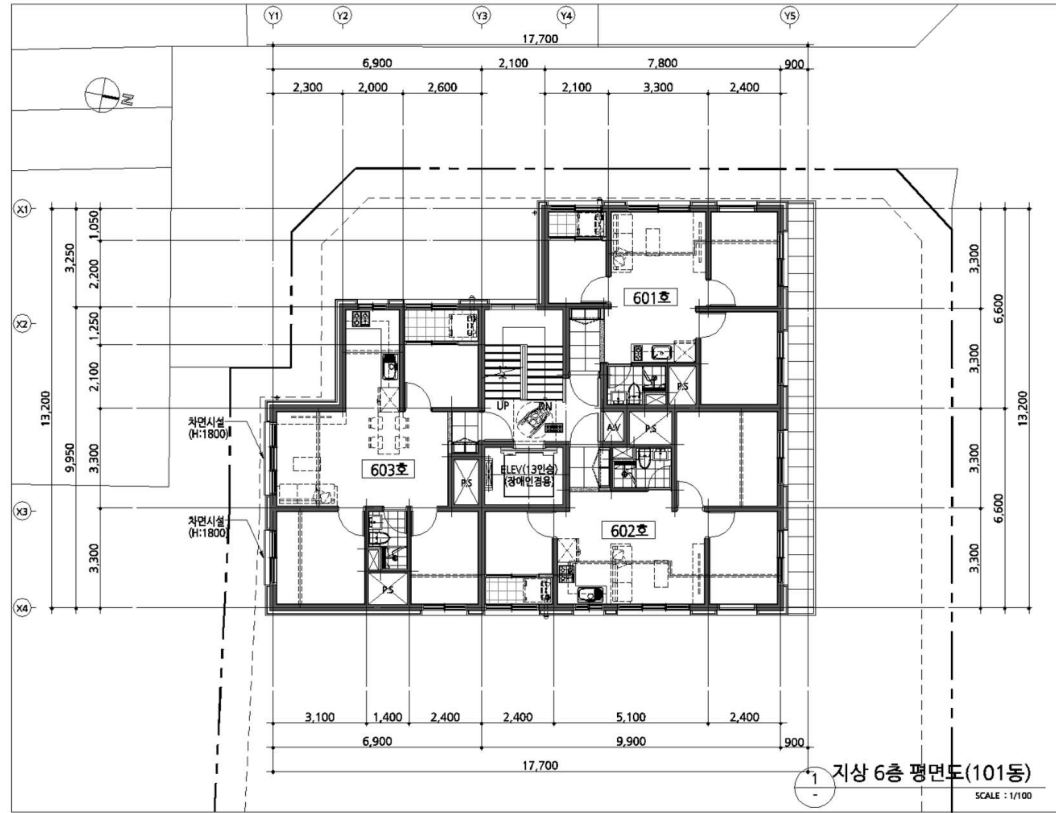 Y1 Y2 Y3 Y4 Y5
17,700
6,900 2,100 7,800 900
2,300 2,000 2,600 2,100 3,300 2,400
N
X1
X2
X3
X4
13,200
3,250
9,950
1,050
2,200
1,250
2,100
3,300
3,300
3,300
3,300
3,300
3,300
6,600
6,600
13,200
601호
P.S
UP DN
A.V P.S
차면시설
(H:1800)
603호
P.S
ELEV(13인승)
(장애인겸용)
차면시설
(H:1800)
602호
P.S
3,100 1,400 2,400 2,400 5,100 2,400
6,900 9,900 900
17,700
1
-
지상 6층 평면도(101동)
SCALE : 1/100